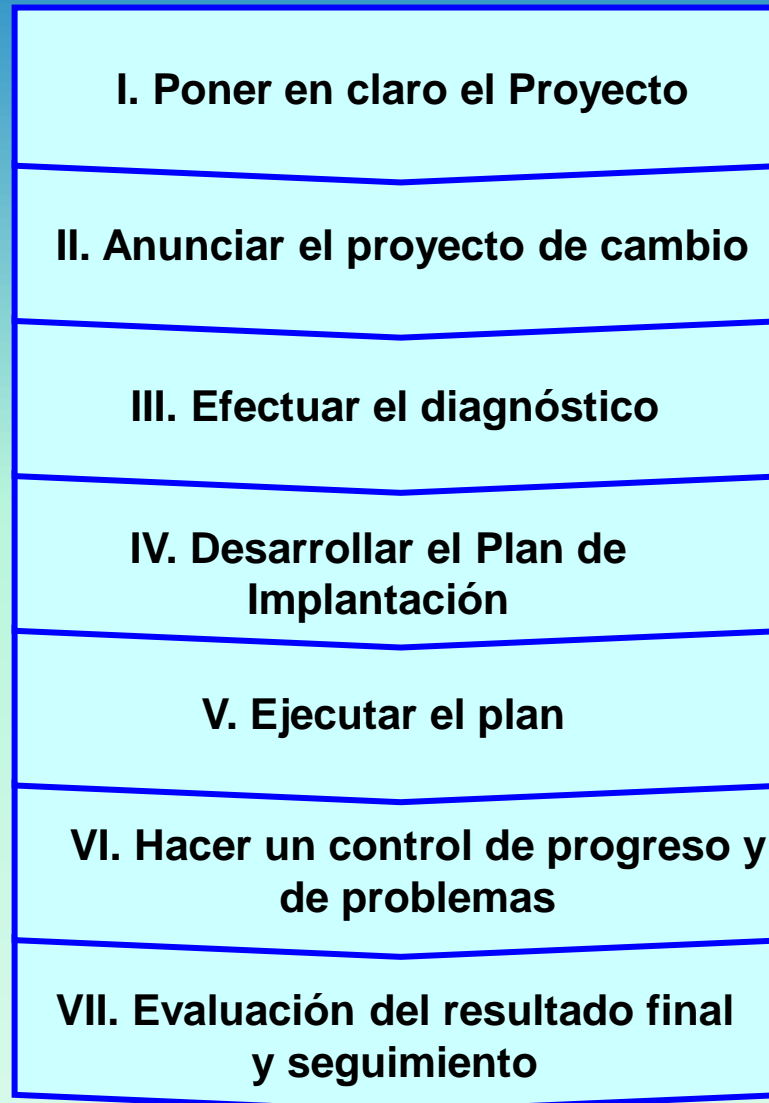 I. Poner en claro el Proyecto
II. Anunciar el proyecto de cambio
III. Efectuar el diagnóstico
IV. Desarrollar el Plan de
Implantación
V. Ejecutar el plan
VI. Hacer un control de progreso y
de problemas
VII. Evaluación del resultado final
y seguimiento